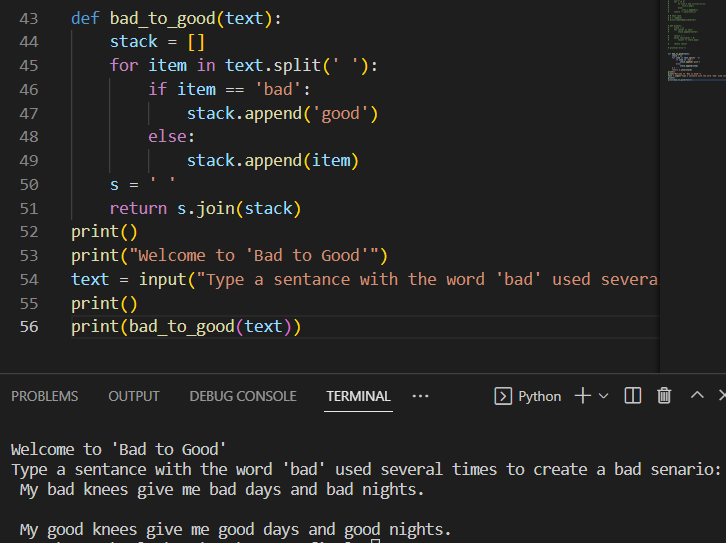 43 def bad_to_good(text):
44 stack = []
45 for item in text.split(' '):
46 if item == 'bad':
47 stack.append('good')
48 else:
49 stack.append(item)
50 s = ' '
51 return s.join(stack)
52 print()
53 print("Welcome to 'Bad to Good'")
54 text = input("Type a sentance with the word 'bad' used severa
55 print()
56 print(bad_to_good(text))
PROBLEMS OUTPUT DEBUG CONSOLE TERMINAL ··· Python
Welcome to 'Bad to Good'
Type a sentance with the word 'bad' used several times to create a bad senario:
My bad knees give me bad days and bad nights.
My good knees give me good days and good nights.